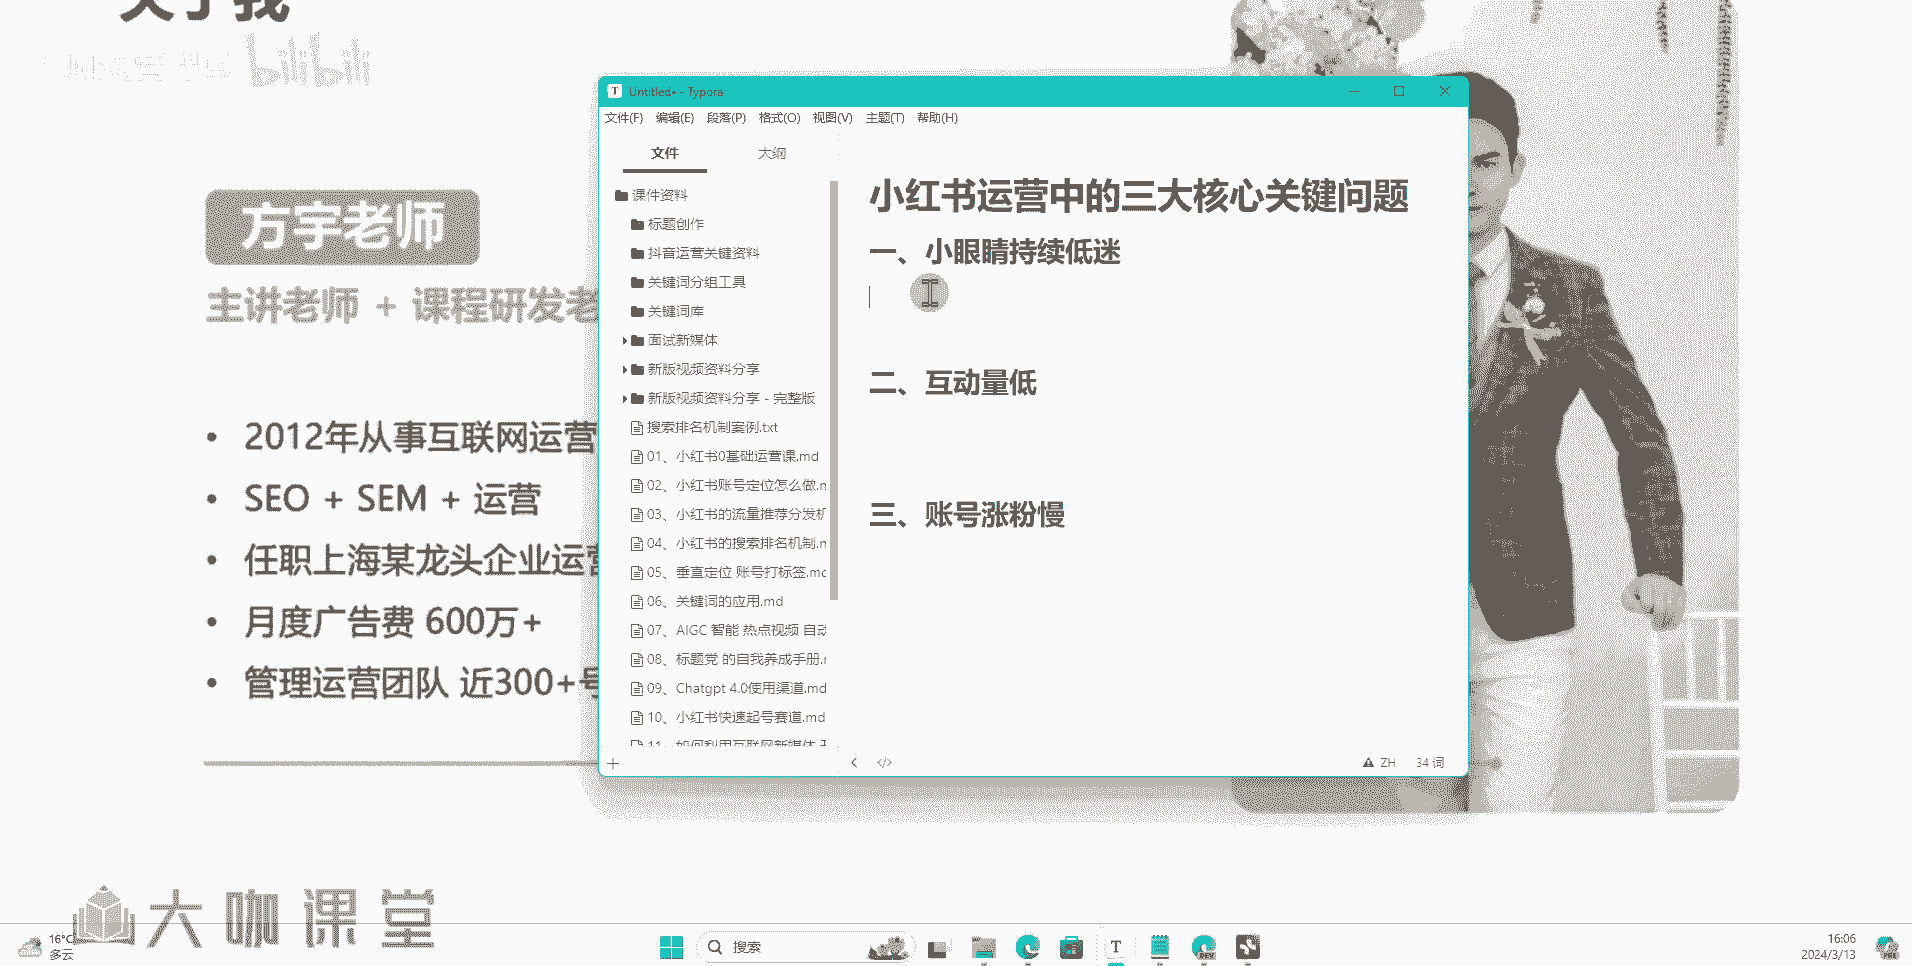 关于我
bilibili
方宇老师
主讲老师 + 课程研发老
• 2012年从事互联网运营
• SEO + SEM + 运营
• 任职上海某龙头企业运营
• 月度广告费 600万+
• 管理运营团队 近300+号
Untitled• - Typora
文件(F) 编辑(E) 段落(P) 格式(O) 视图(V) 主题(T) 帮助(H)
文件 大纲
课件资料
标题创作
抖音运营关键资料
关键词分组工具
关键词库
面试新媒体
新版视频资料分享
新版视频资料分享 - 完整版
搜索排名机制案例.txt
01、小红书0基础运营课.md
02、小红书账号定位怎么做.m
03、小红书的流量推荐分发机
04、小红书的搜索排名机制.m
05、垂直定位 账号打标签.md
06、关键词的应用.md
07、AIGC 智能 热点视频 自动
08、标题党 的自我养成手册.m
09、Chatgpt 4.0使用渠道.md
10、小红书快速起号赛道.md
11、如何利用互联网新媒体
小红书运营中的三大核心关键问题
一、小眼睛持续低迷
二、互动量低
三、账号涨粉慢
ZH 34 词
大咖课堂
16°C
多云
搜索
16:06
2024/3/13